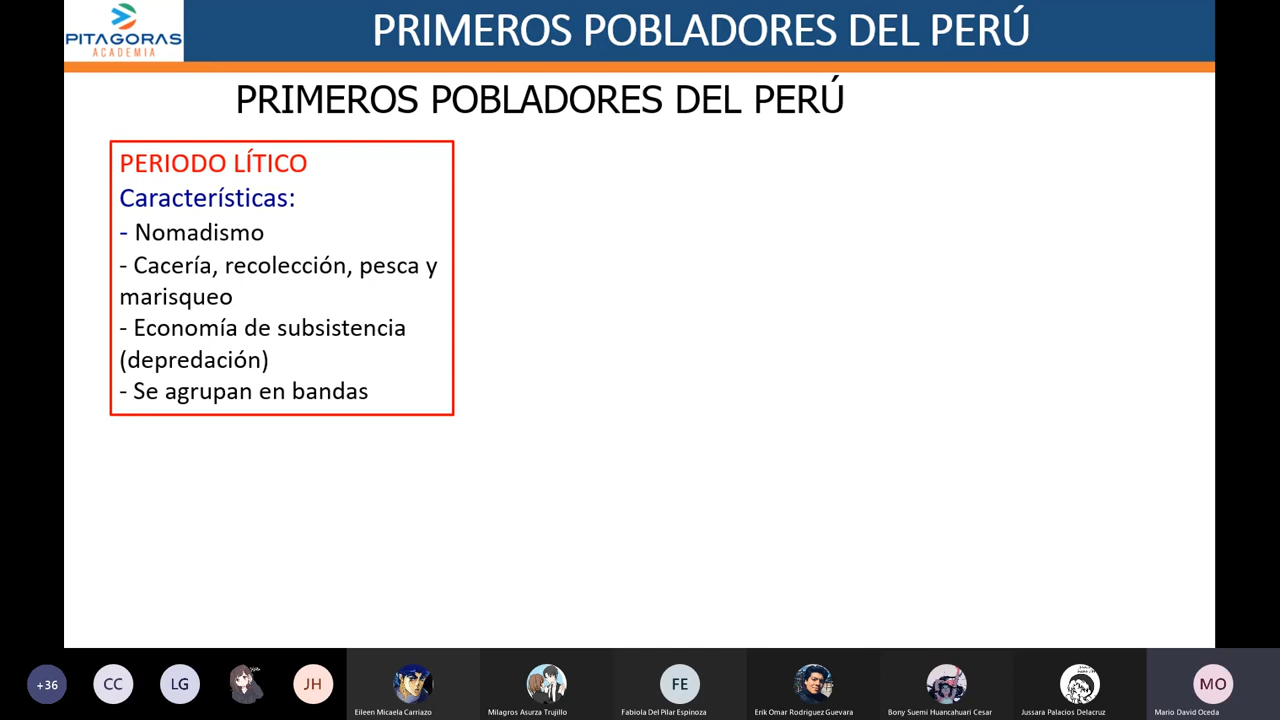 PITAGORAS
ACADEMIA
PRIMEROS POBLADORES DEL PERÚ
PRIMEROS POBLADORES DEL PERÚ
PERIODO LÍTICO
Características:
- Nomadismo
- Cacería, recolección, pesca y
marisqueo
- Economía de subsistencia
(depredación)
- Se agrupan en bandas
+36
CC
LG
JH
FE
MO
Eileen Micaela Carriazo
Milagros Asurza Trujillo
Fabiola Del Pilar Espinoza
Erik Omar Rodriguez Guevara
Bony Suemi Huancahuari Cesar
Jussara Palacios Delacruz
Mario David Oceda